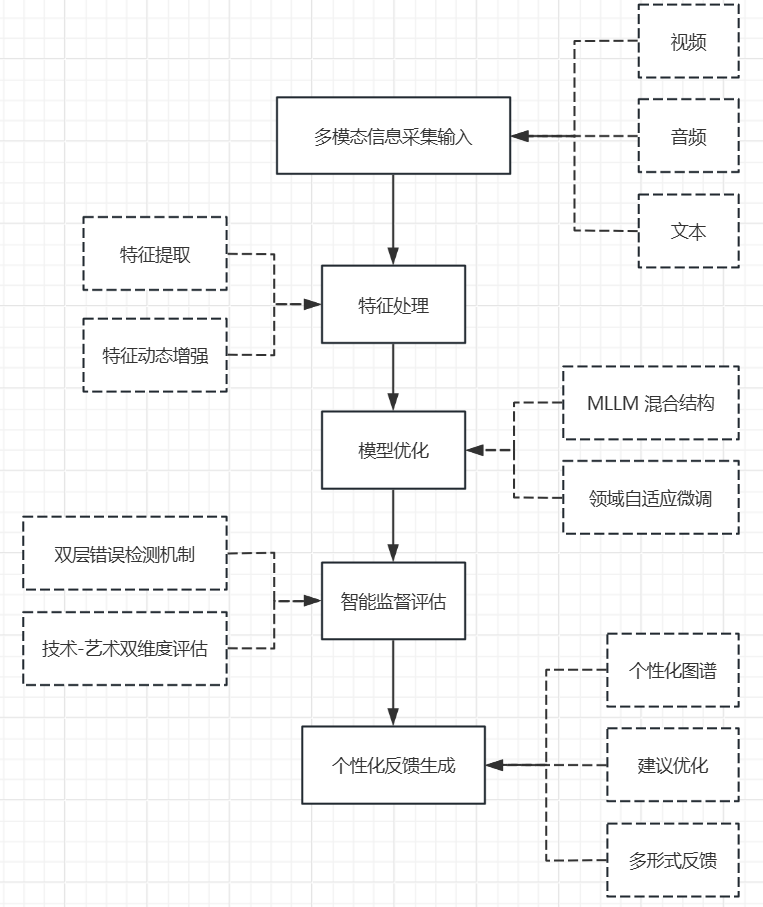 视频
多模态信息采集输入
音频
文本
特征提取
特征处理
特征动态增强
MLLM 混合结构
模型优化
领域自适应微调
双层错误检测机制
智能监督评估
技术-艺术双维度评估
个性化图谱
个性化反馈生成
建议优化
多形式反馈